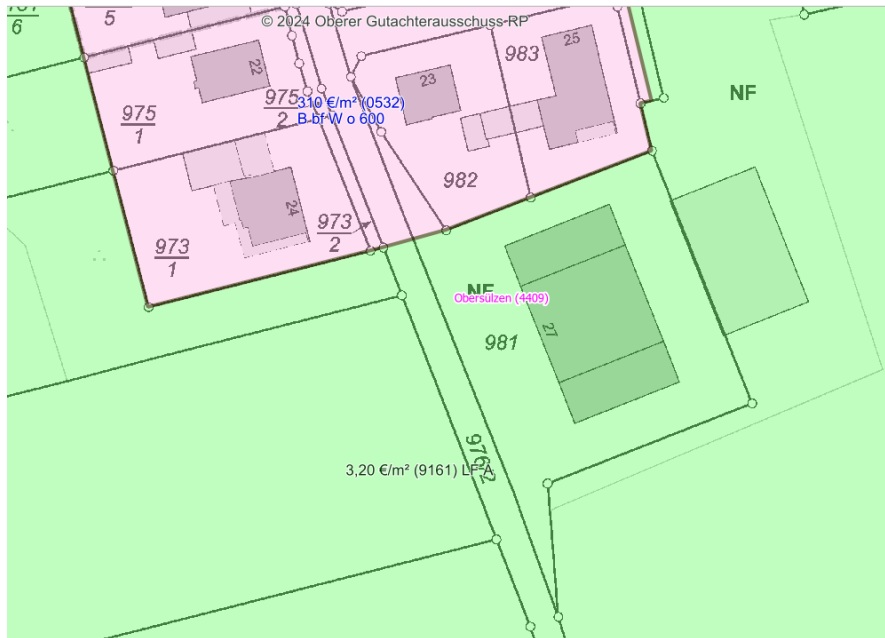 6
5
© 2024 Oberer Gutachterausschuss RP
983
25
22
23
NF
975
1
975
2
310 €/m² (0532)
B bf W o 600
982
24
973
2
973
1
NF
Obersülzen (4409)
27
981
976/2
3,20 €/m² (9161) LF A